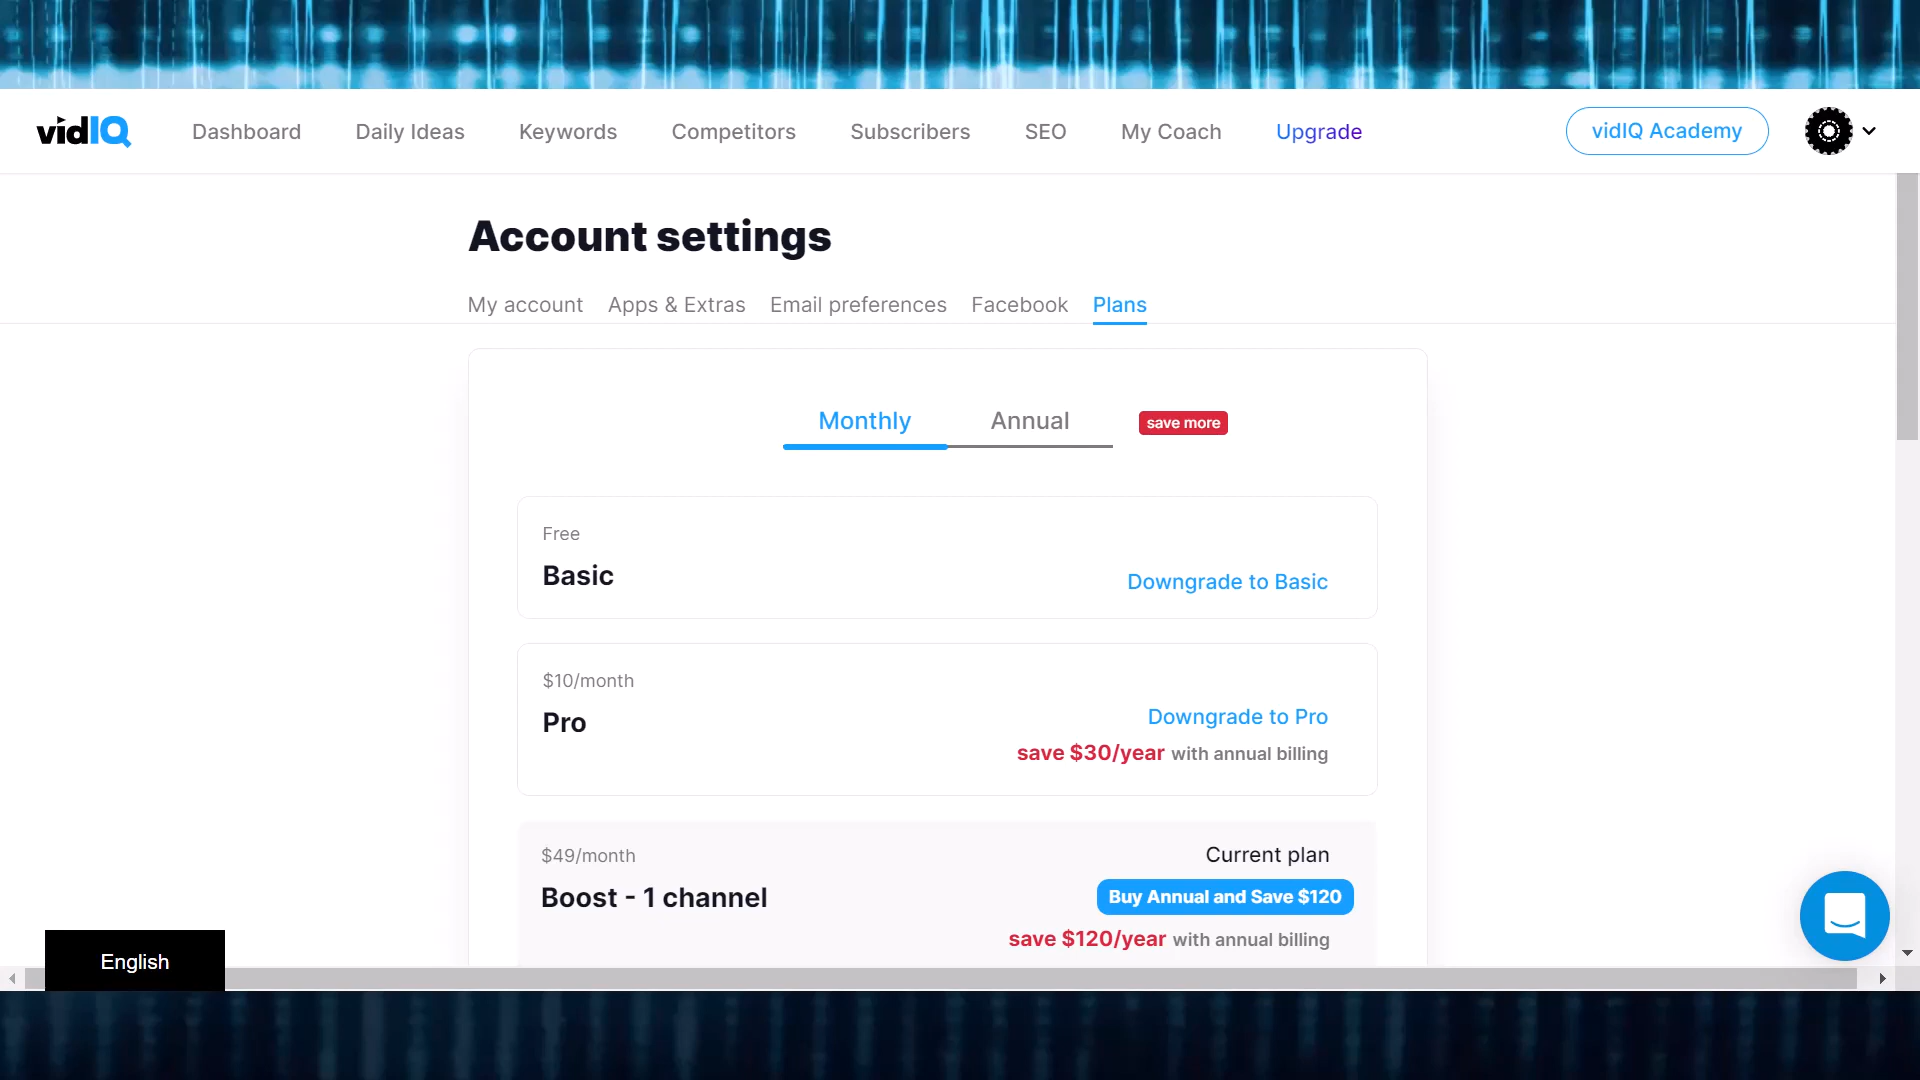 vidIQ Dashboard Daily Ideas Keywords Competitors Subscribers SEO My Coach Upgrade vidIQ Academy
Account settings
My account Apps & Extras Email preferences Facebook Plans
Monthly Annual save more
Free
Basic
Downgrade to Basic
$10/month
Pro
Downgrade to Pro
save $30/year with annual billing
$49/month
Current plan
Boost - 1 channel
Buy Annual and Save $120
save $120/year with annual billing
English